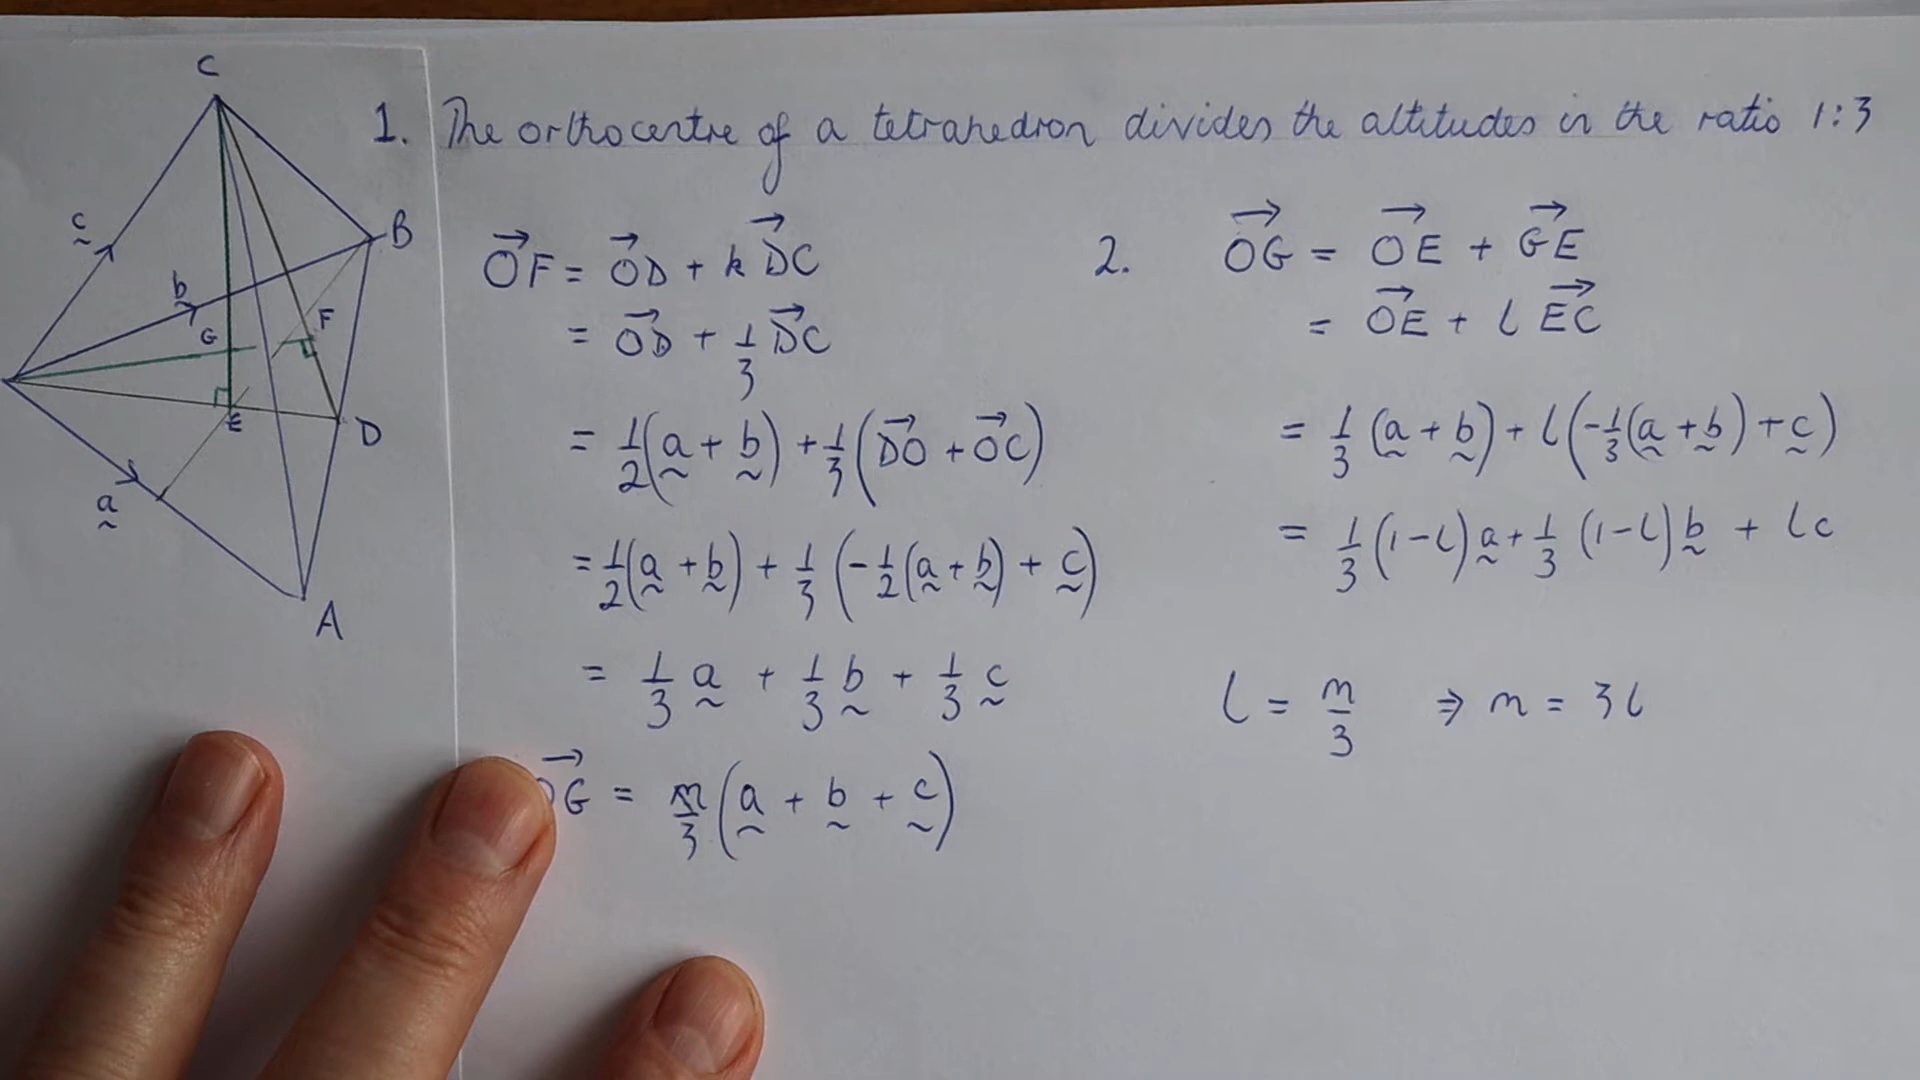 1. The orthocentre of a tetrahedron divides the altitudes in the ratio 1:3
C
B
c
b
G
F
E
D
a
A
OF⃗ = OD⃗ + k DC⃗
= OD⃗ + 1/3 DC⃗
= 1/2(a + b) + 1/3(DO⃗ + OC⃗)
= 1/2(a + b) + 1/3(-1/2(a + b) + c)
= 1/3 a + 1/3 b + 1/3 c
OG⃗ = m/3 (a + b + c)
2. OG⃗ = OE⃗ + GE⃗
= OE⃗ + l EC⃗
= 1/3 (a + b) + l(-1/3(a + b) + c)
= 1/3 (1-l)a + 1/3 (1-l)b + lc
l = m/3 ⇒ m = 3l